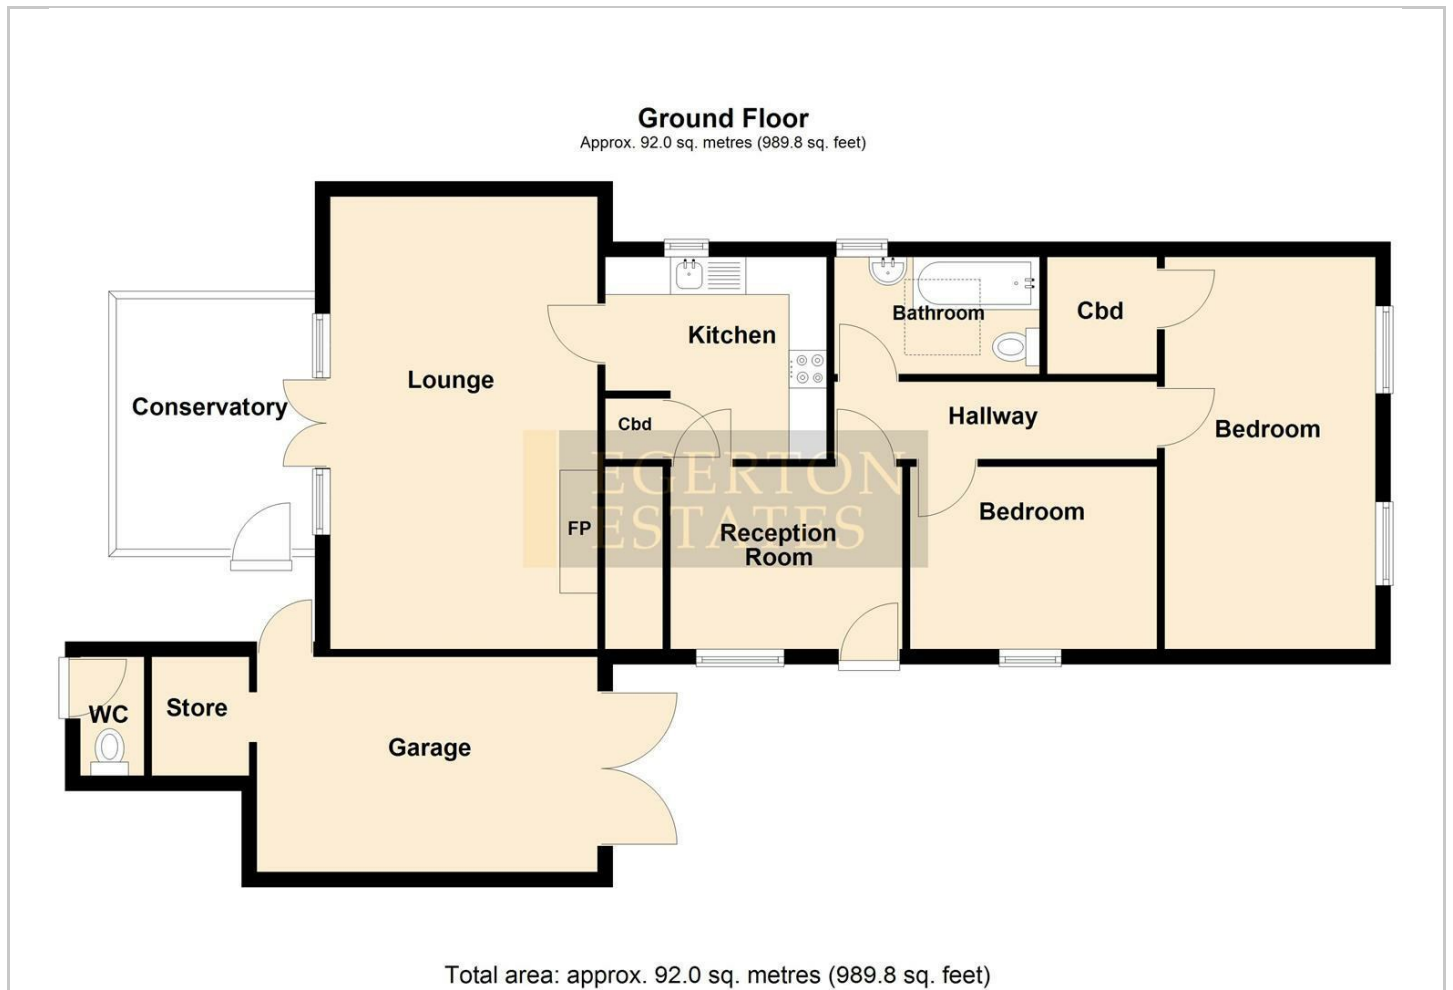 Ground Floor
Approx. 92.0 sq. metres (989.8 sq. feet)
Conservatory
Lounge
Kitchen
Cbd
FP
Bathroom
Cbd
Hallway
Bedroom
Bedroom
Reception
Room
EGERTON
ESTATES
WC
Store
Garage
Total area: approx. 92.0 sq. metres (989.8 sq. feet)